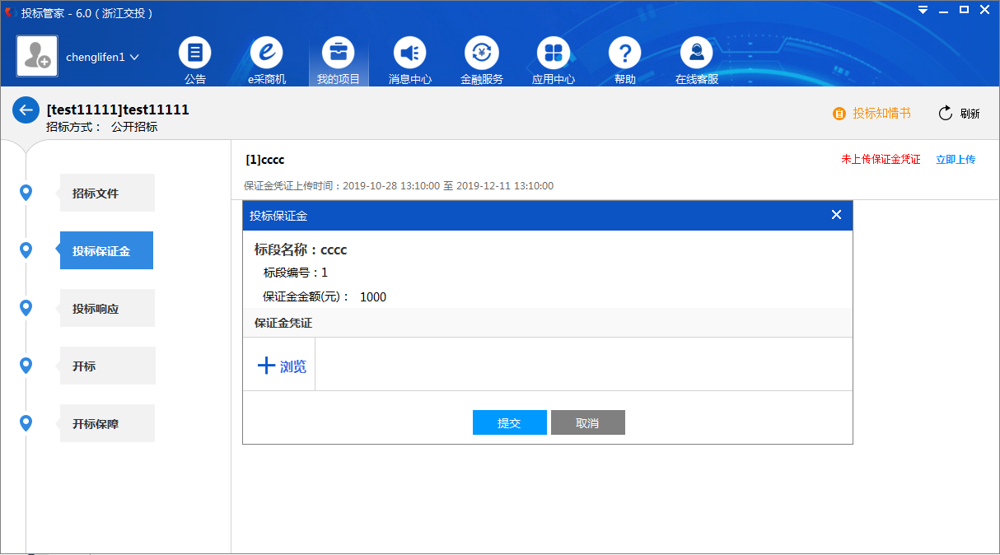 投标管家 - 6.0 ( 浙江交投 )
chenglifen1
公告
e采商机
我的项目
消息中心
金融服务
应用中心
帮助
在线客服
[test11111]test11111
招标方式： 公开招标
投标知情书
刷新
招标文件
投标保证金
投标响应
开标
开标保障
[1]cccc
未上传保证金凭证
立即上传
保证金凭证上传时间：2019-10-28 13:10:00 至 2019-12-11 13:10:00
投标保证金
标段名称：cccc
标段编号：1
保证金金额(元)： 1000
保证金凭证
浏览
提交
取消